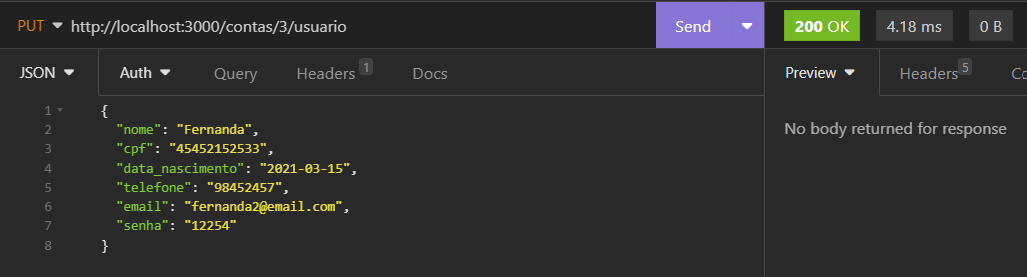 PUT http://localhost:3000/contas/3/usuario Send 200 OK 4.18 ms 0 B
JSON Auth Query Headers 1 Docs Preview Headers 5
1 {
2 "nome": "Fernanda",
3 "cpf": "45452152533",
4 "data_nascimento": "2021-03-15",
5 "telefone": "98452457",
6 "email": "fernanda2@email.com",
7 "senha": "12254"
8 }
No body returned for response